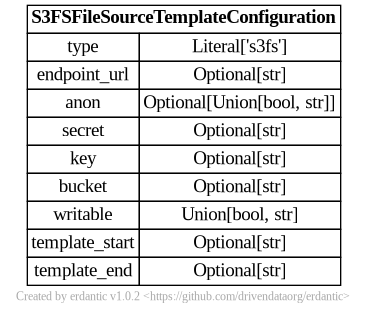 S3FSFileSourceTemplateConfiguration
type Literal['s3fs']
endpoint_url Optional[str]
anon Optional[Union[bool, str]]
secret Optional[str]
key Optional[str]
bucket Optional[str]
writable Union[bool, str]
template_start Optional[str]
template_end Optional[str]
Created by erdantic v1.0.2 <https://github.com/drivendataorg/erdantic>